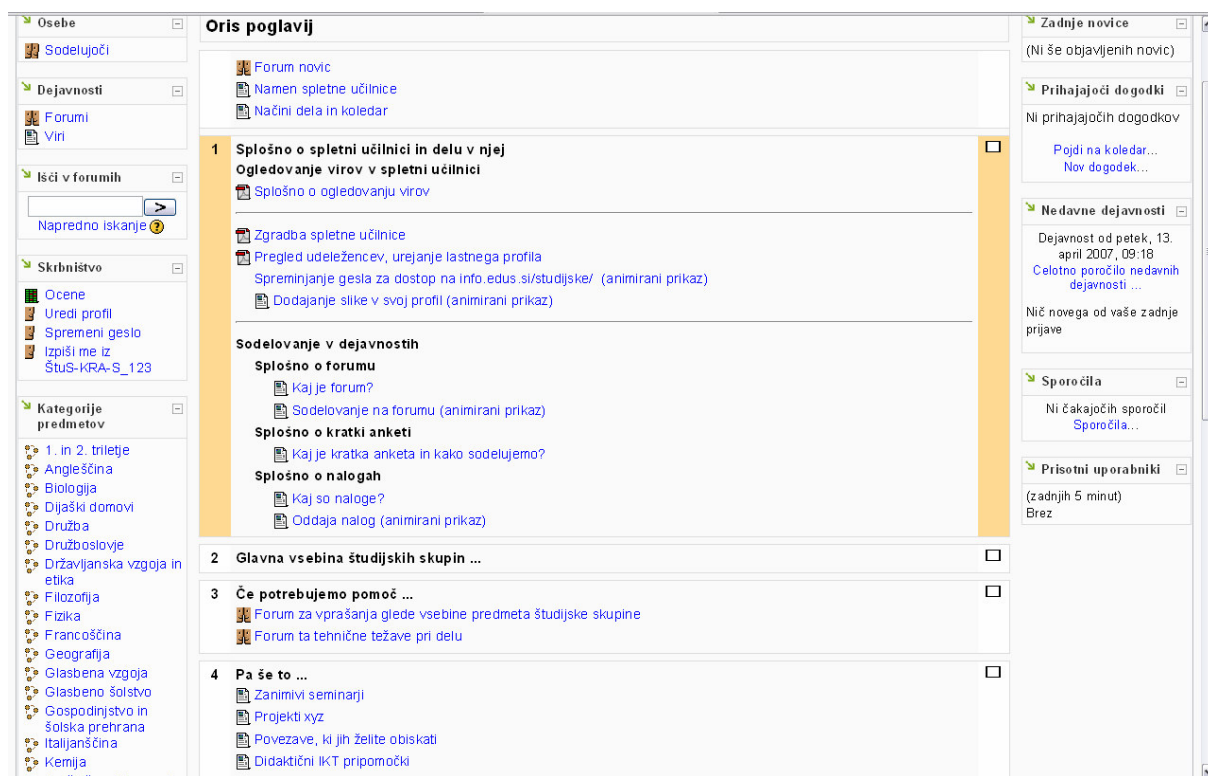 Osebe
Sodelujoči
Dejavnosti
Forumi
Viri
Išči v forumih
>
Napredno iskanje ?
Skrbništvo
Ocene
Uredi profil
Spremeni geslo
Izpiši me iz
ŠtuS-KRA-S_123
Kategorije
predmetov
1. in 2. triletje
Angleščina
Biologija
Dijaški domovi
Družba
Družboslovje
Državljanska vzgoja in
etika
Filozofija
Fizika
Francoščina
Geografija
Glasbena vzgoja
Glasbeno šolstvo
Gospodinjstvo in
šolska prehrana
Italijanščina
Kemija
Oris poglavij
Forum novic
Namen spletne učilnice
Načini dela in koledar
1 Splošno o spletni učilnici in delu v njej
Ogledovanje virov v spletni učilnici
Splošno o ogledovanju virov
Zgradba spletne učilnice
Pregled udeležencev, urejanje lastnega profila
Spreminjanje gesla za dostop na info.edus.si/studijske/ (animirani prikaz)
Dodajanje slike v svoj profil (animirani prikaz)
Sodelovanje v dejavnostih
Splošno o forumu
Kaj je forum?
Sodelovanje na forumu (animirani prikaz)
Splošno o kratki anketi
Kaj je kratka anketa in kako sodelujemo?
Splošno o nalogah
Kaj so naloge?
Oddaja nalog (animirani prikaz)
2 Glavna vsebina študijskih skupin ...
3 Če potrebujemo pomoč ...
Forum za vprašanja glede vsebine predmeta študijske skupine
Forum ta tehnične težave pri delu
4 Pa še to ...
Zanimivi seminarji
Projekti xyz
Povezave, ki jih želite obiskati
Didaktični IKT pripomočki
Zadnje novice
(Ni še objavljenih novic)
Prihajajoči dogodki
Ni prihajajočih dogodkov
Pojdi na koledar...
Nov dogodek...
Nedavne dejavnosti
Dejavnost od petek, 13.
april 2007, 09:18
Celotno poročilo nedavnih
dejavnosti ...
Nič novega od vaše zadnje
prijave
Sporočila
Ni čakajočih sporočil
Sporočila...
Prisotni uporabniki
(zadnjih 5 minut)
Brez